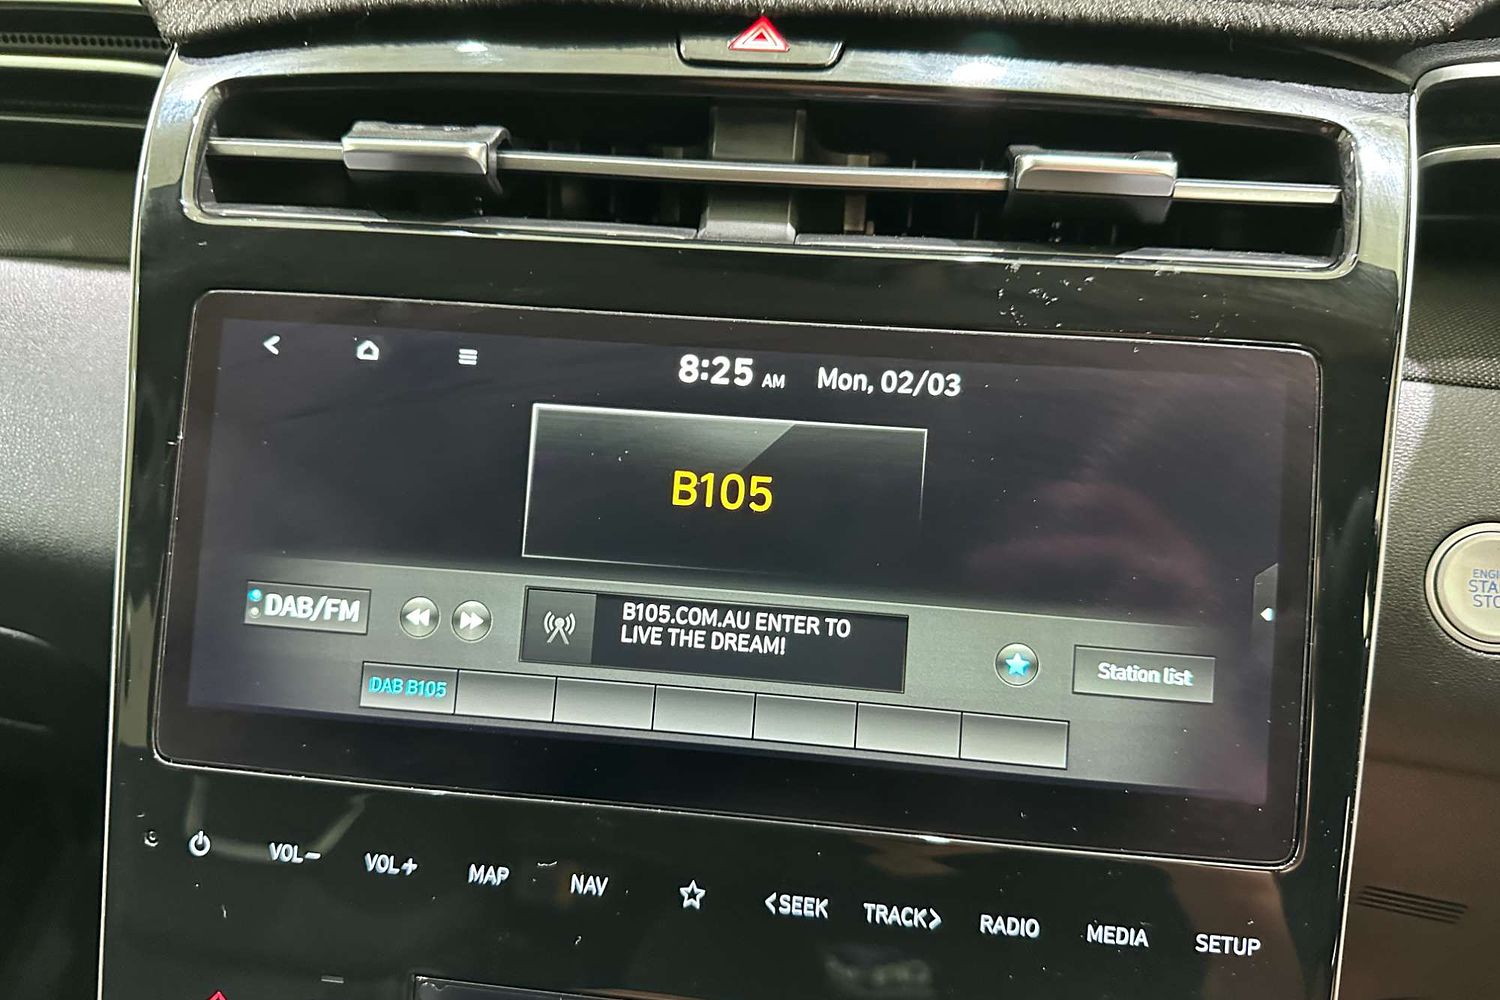 8:25 AM Mon, 02/03
B105
DAB/FM
B105.COM.AU ENTER TO
LIVE THE DREAM!
Station list
DAB B105
VOL− VOL+ MAP NAV <SEEK TRACK> RADIO MEDIA SETUP